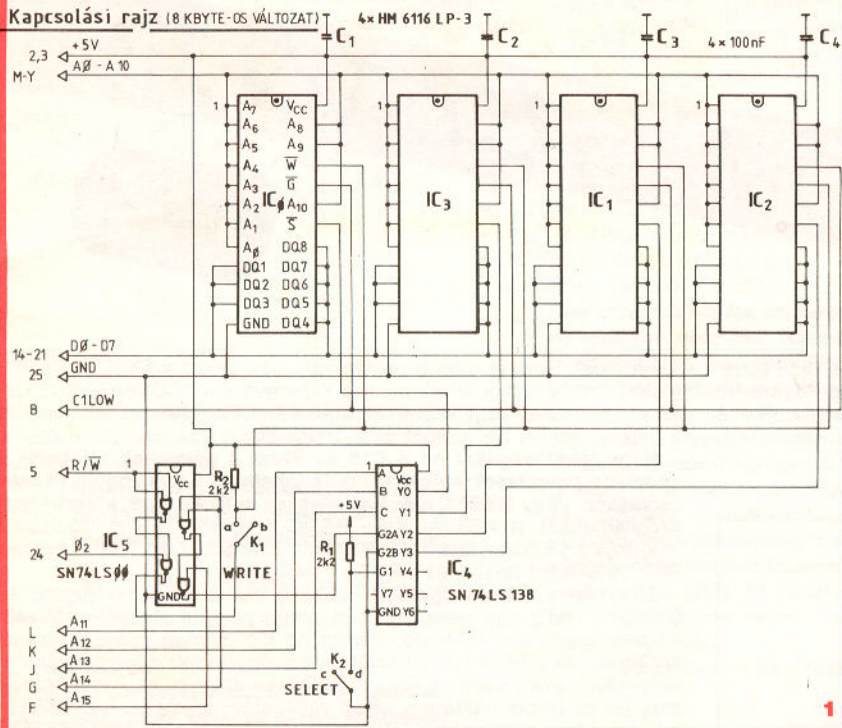 Kapcsolási rajz (8 KBYTE-OS VÁLTOZAT) 4×HM 6116 LP-3
C1 C2 C3 4×100nF C4
2,3 +5V
M-Y AØ-A10
1 A7 VCC
A6 A8
A5 A9
A4 W̅
A3 G̅
A2 ICØ A10
A1 S̅
AØ DQ8
DQ1 DQ7
DQ2 DQ6
DQ3 DQ5
GND DQ4
1 IC3
1 IC1
1 IC2
14-21 DØ-D7
25 GND
B C1LOW
5 R/W̅
1 Vcc
R2 2k2
a b
K1
WRITE
24 Ø2
IC5
SN74LSØØ
GND
+5V
R1 2k2
1 A Vcc
B Y0
C Y1
G2A Y2
G2B Y3
G1 Y4
Y7 Y5
GND Y6
IC4
SN 74 LS 138
L A11
K A12
J A13
G A14
F A15
K2
c d
SELECT
1